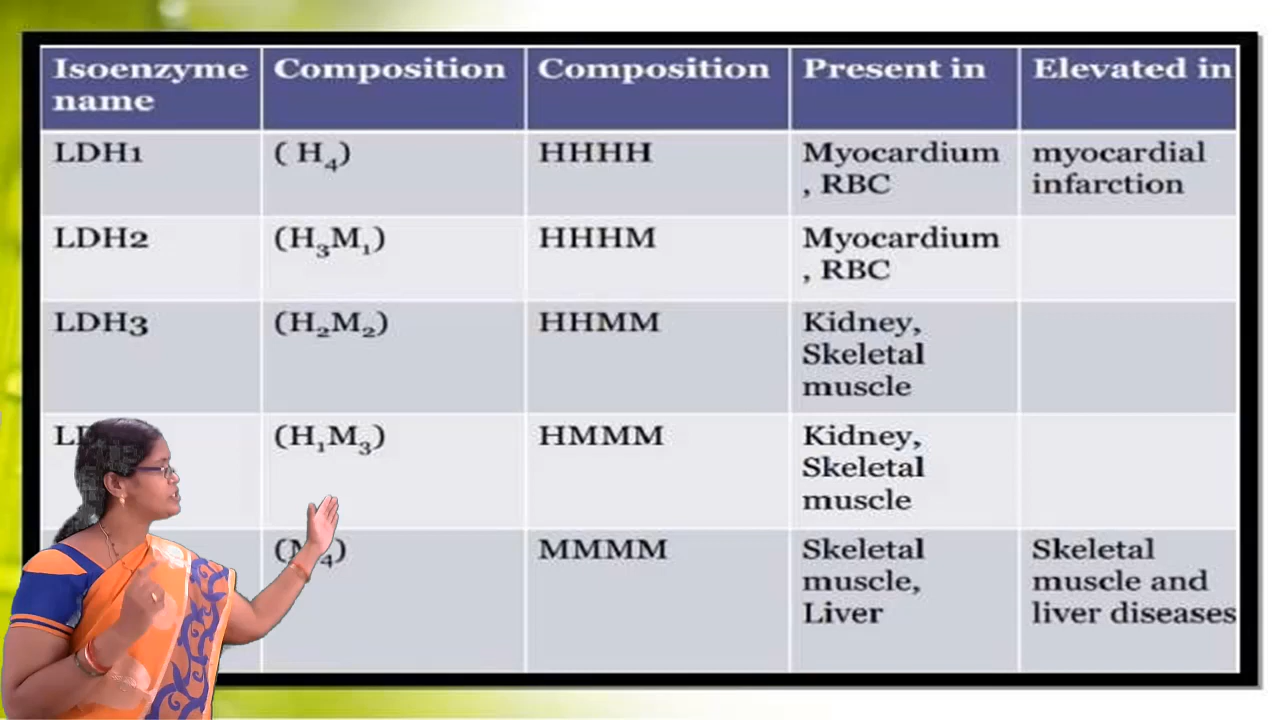 Isoenzyme name | Composition | Composition | Present in | Elevated in
LDH1 | ( H₄) | HHHH | Myocardium , RBC | myocardial infarction
LDH2 | (H₃M₁) | HHHM | Myocardium , RBC
LDH3 | (H₂M₂) | HHMM | Kidney, Skeletal muscle
(H₁M₃) | HMMM | Kidney, Skeletal muscle
(M₄) | MMMM | Skeletal muscle, Liver | Skeletal muscle and liver diseases